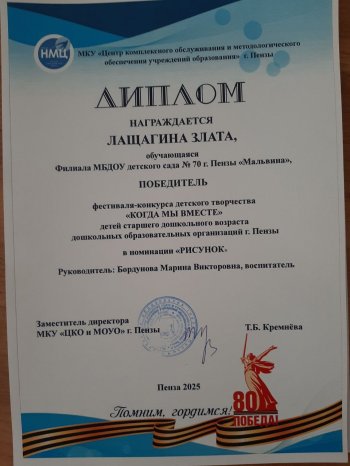 НМЦ
МКУ «Центр комплексного обслуживания и методологического
обеспечения учреждений образования» г. Пензы
ДИПЛОМ
НАГРАЖДАЕТСЯ
ЛАЩАГИНА ЗЛАТА,
обучающаяся
Филиала МБДОУ детского сада № 70 г. Пензы «Мальвина»,
ПОБЕДИТЕЛЬ
фестиваля-конкурса детского творчества
«КОГДА МЫ ВМЕСТЕ»
детей старшего дошкольного возраста
дошкольных образовательных организаций г. Пензы
в номинации «РИСУНОК»
Руководитель: Бордунова Марина Викторовна, воспитатель
Заместитель директора
МКУ «ЦКО и МОУО» г. Пензы
Т.Б. Кремнёва
Пенза 2025
80
ПОБЕДА!
Помним, гордимся!